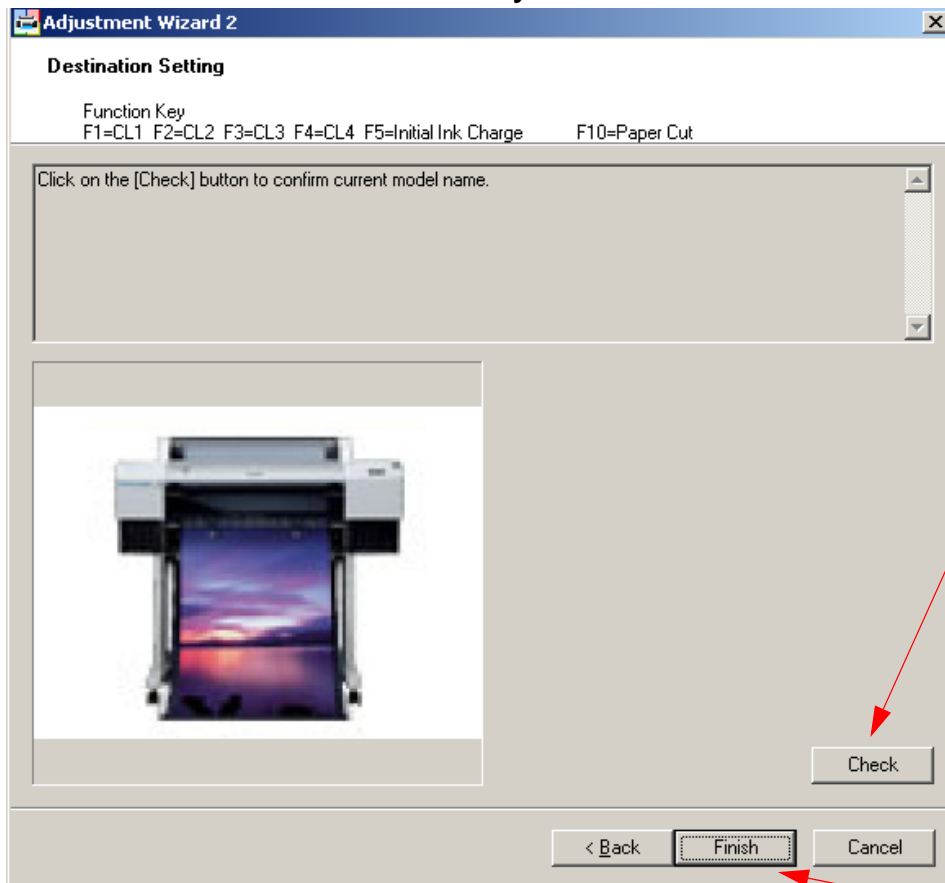 Adjustment Wizard 2
Destination Setting
Function Key
F1=CL1 F2=CL2 F3=CL3 F4=CL4 F5=Initial Ink Charge F10=Paper Cut
Click on the [Check] button to confirm current model name.
Check
< Back Finish Cancel